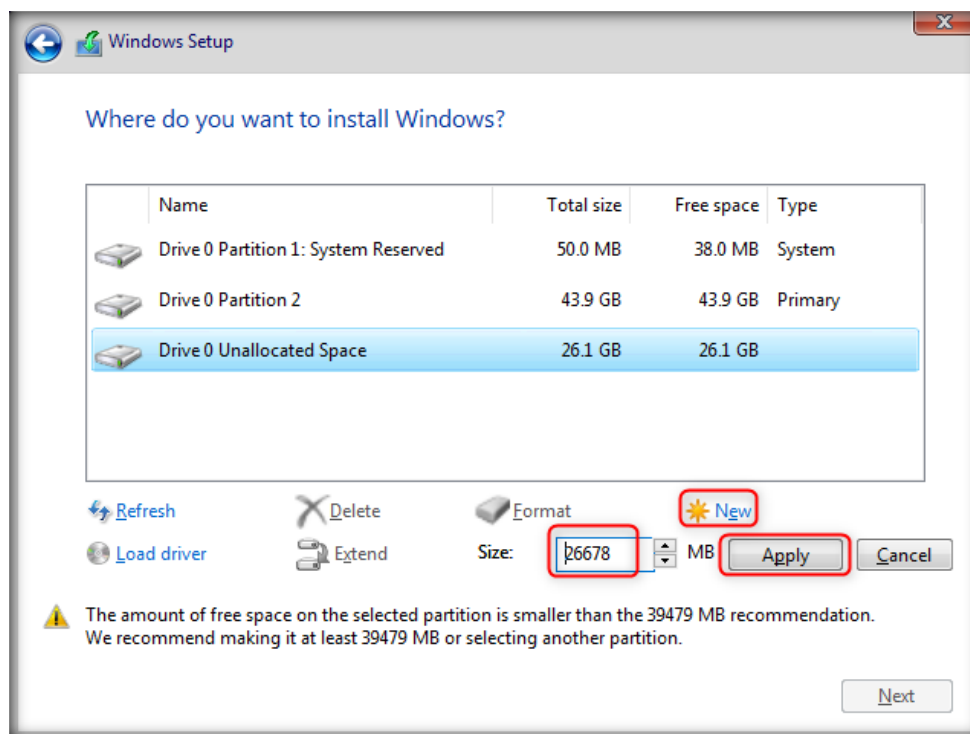 Windows Setup
Where do you want to install Windows?
Name Total size Free space Type
Drive 0 Partition 1: System Reserved 50.0 MB 38.0 MB System
Drive 0 Partition 2 43.9 GB 43.9 GB Primary
Drive 0 Unallocated Space 26.1 GB 26.1 GB
Refresh Delete Format New
Load driver Extend Size: 26678 MB Apply Cancel
The amount of free space on the selected partition is smaller than the 39479 MB recommendation.
We recommend making it at least 39479 MB or selecting another partition.
Next